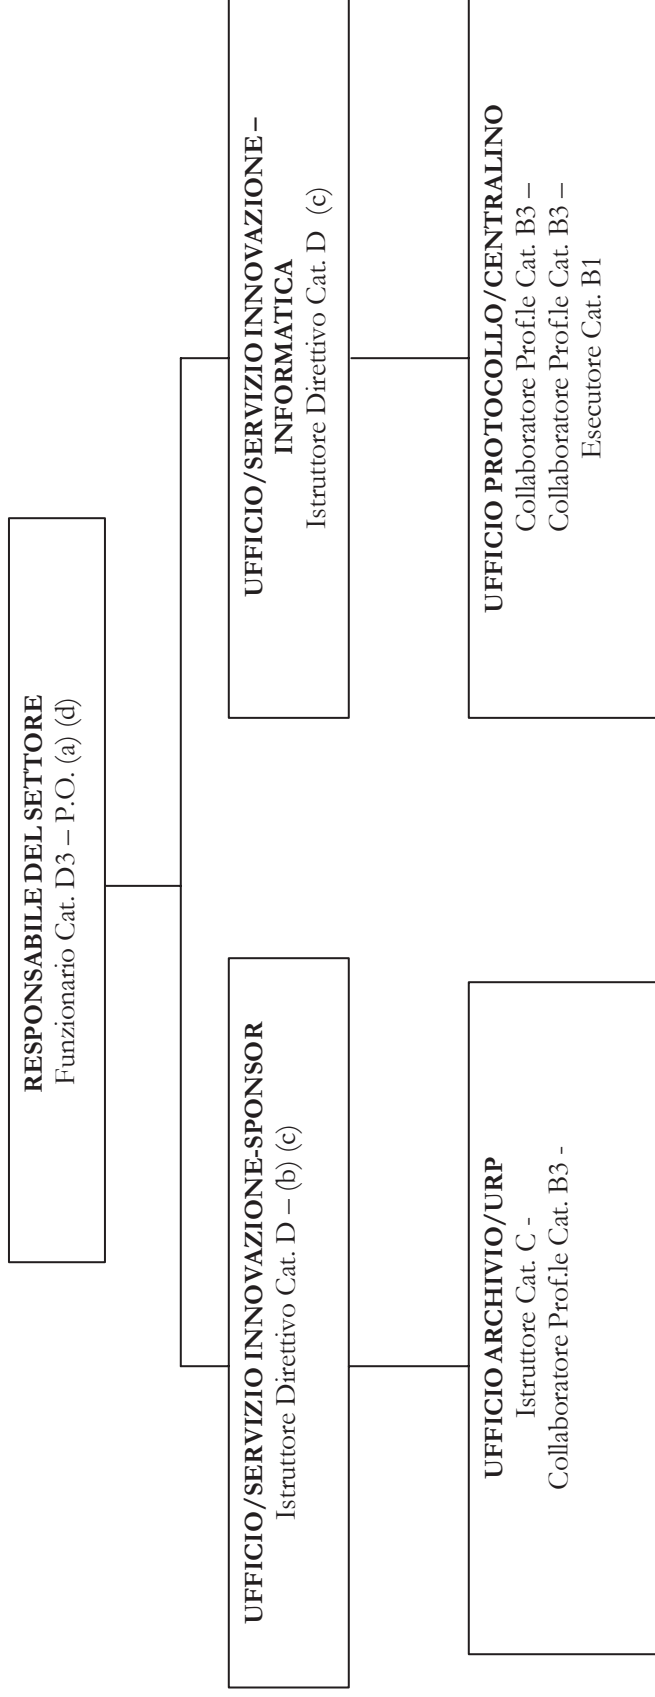 RESPONSABILE DEL SETTORE
Funzionario Cat. D3 – P.O. (a) (d)
UFFICIO/SERVIZIO INNOVAZIONE-SPONSOR
Istruttore Direttivo Cat. D – (b) (c)
UFFICIO/SERVIZIO INNOVAZIONE –
INFORMATICA
Istruttore Direttivo Cat. D (c)
UFFICIO ARCHIVIO/URP
Istruttore Cat. C -
Collaboratore Prof.le Cat. B3 -
UFFICIO PROTOCOLLO/CENTRALINO
Collaboratore Prof.le Cat. B3 –
Collaboratore Prof.le Cat. B3 –
Esecutore Cat. B1